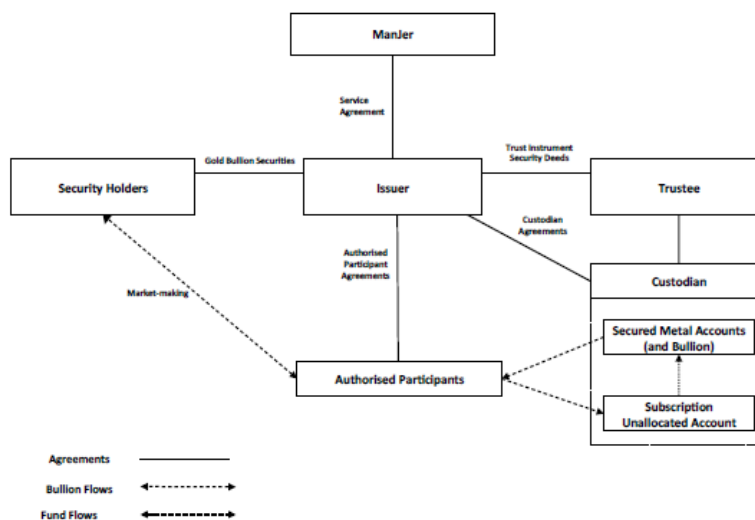 ManJer
Service
Agreement
Gold Bullion Securities
Trust Instrument
Security Deeds
Security Holders
Issuer
Trustee
Custodian
Agreements
Authorised
Participant
Agreements
Custodian
Market-making
Secured Metal Accounts
(and Bullion)
Authorised Participants
Subscription
Unallocated Account
Agreements
Bullion Flows
Fund Flows